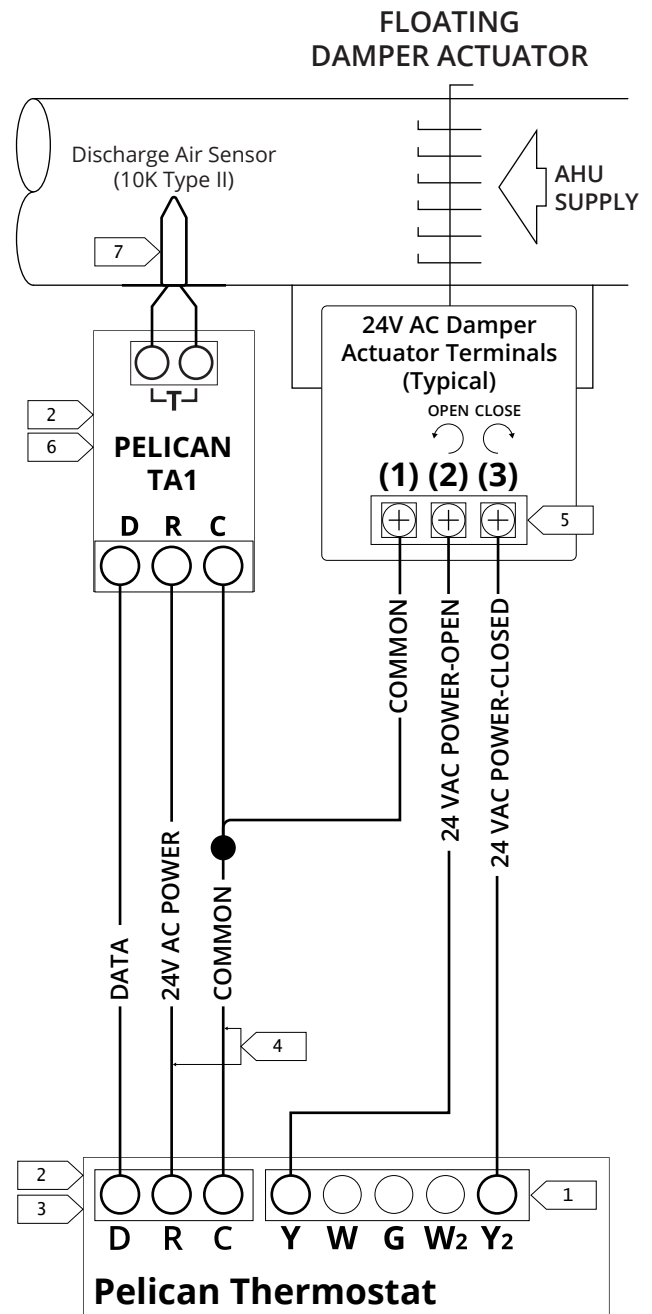 FLOATING
DAMPER ACTUATOR
Discharge Air Sensor
(10K Type II)
AHU
SUPPLY
7
24V AC Damper
Actuator Terminals
(Typical)
OPEN CLOSE
(1) (2) (3)
5
T
2
6
PELICAN
TA1
D R C
COMMON
24 VAC POWER-OPEN
24 VAC POWER-CLOSED
DATA
24V AC POWER
COMMON
4
2
3
1
D R C Y W G W2 Y2
Pelican Thermostat